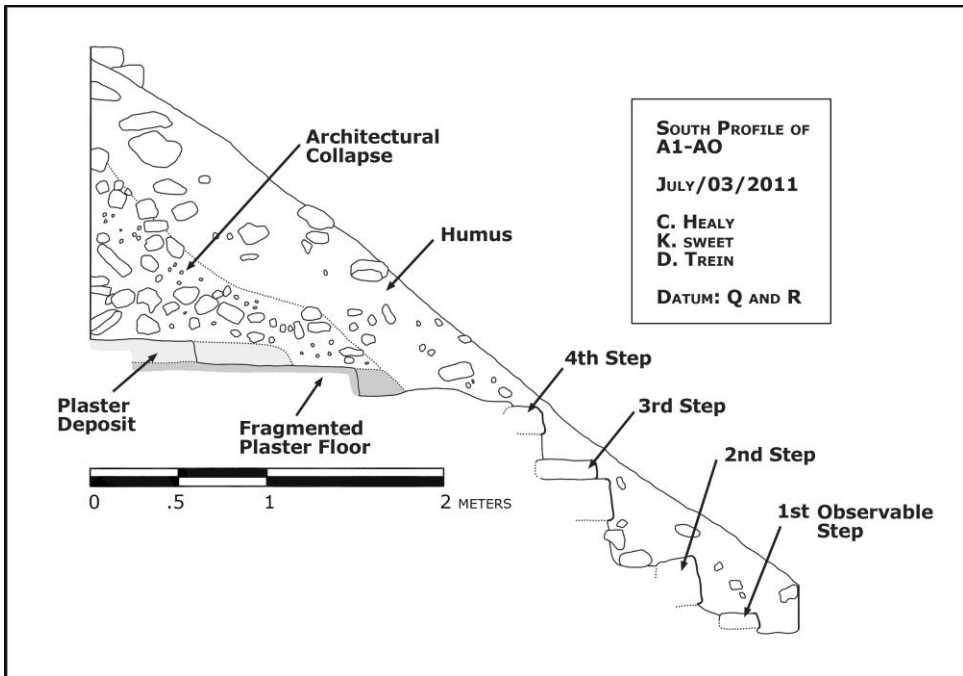 Architectural
Collapse
Humus
South Profile of
A1-AO
July/03/2011
C. Healy
K. sweet
D. Trein
Datum: Q and R
4th Step
3rd Step
2nd Step
1st Observable
Step
Plaster
Deposit
Fragmented
Plaster Floor
0 .5 1 2 METERS